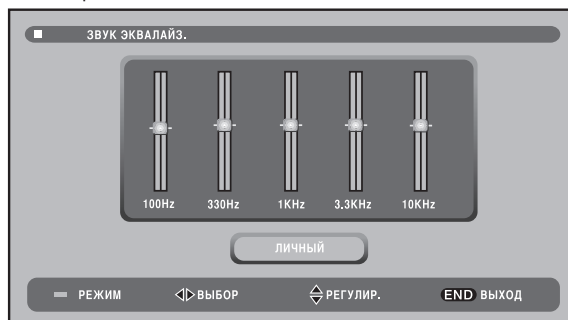 ЗВУК ЭКВАЛАЙЗ.
100Hz 330Hz 1KHz 3.3KHz 10KHz
ЛИЧНЫЙ
РЕЖИМ ВЫБОР РЕГУЛИР. END ВЫХОД